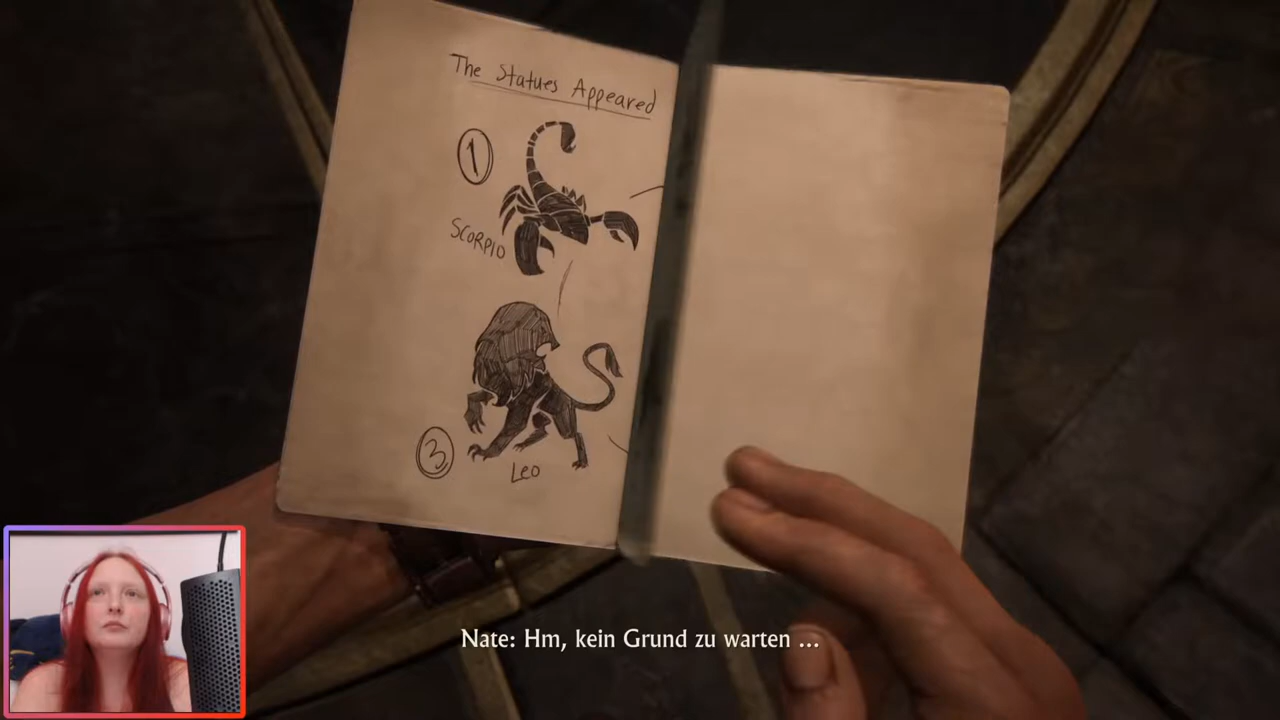 The Statues Appeared
1
SCORPIO
3
Leo
Nate: Hm, kein Grund zu warten ...